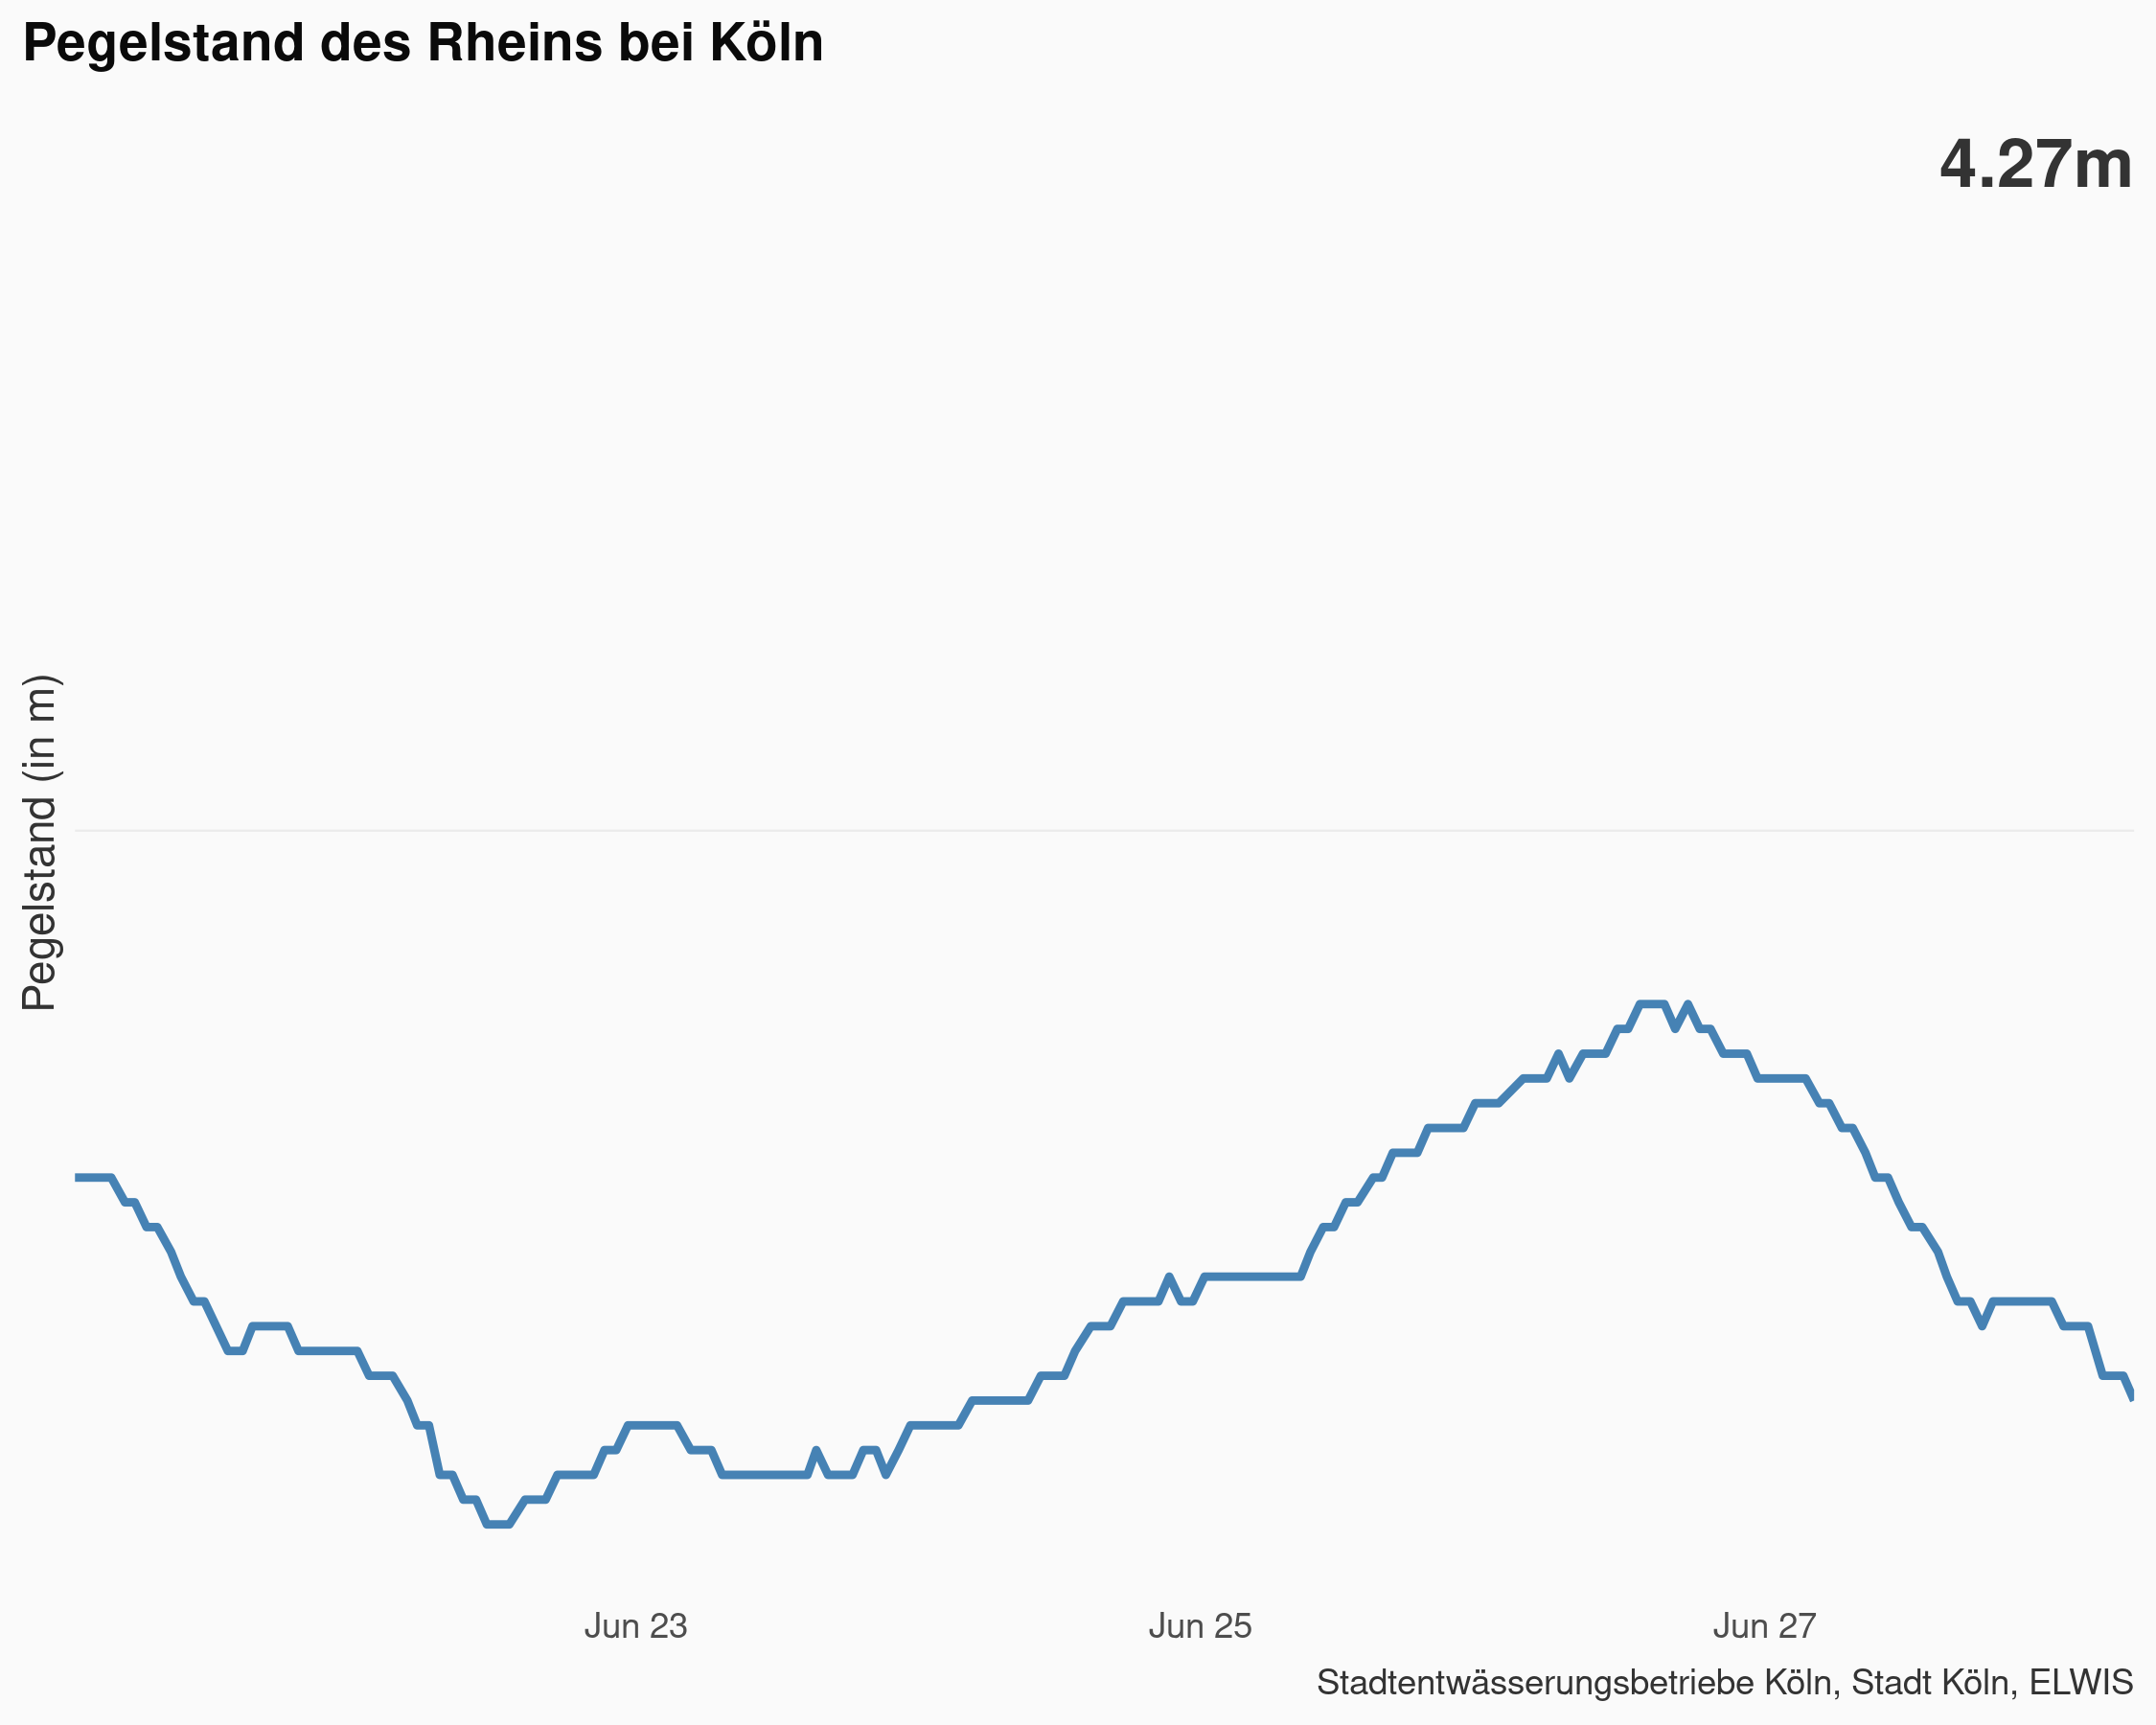 Pegelstand des Rheins bei Köln
4.27m
Pegelstand (in m)
Jun 23
Jun 25
Jun 27
Stadtentwässerungsbetriebe Köln, Stadt Köln, ELWIS